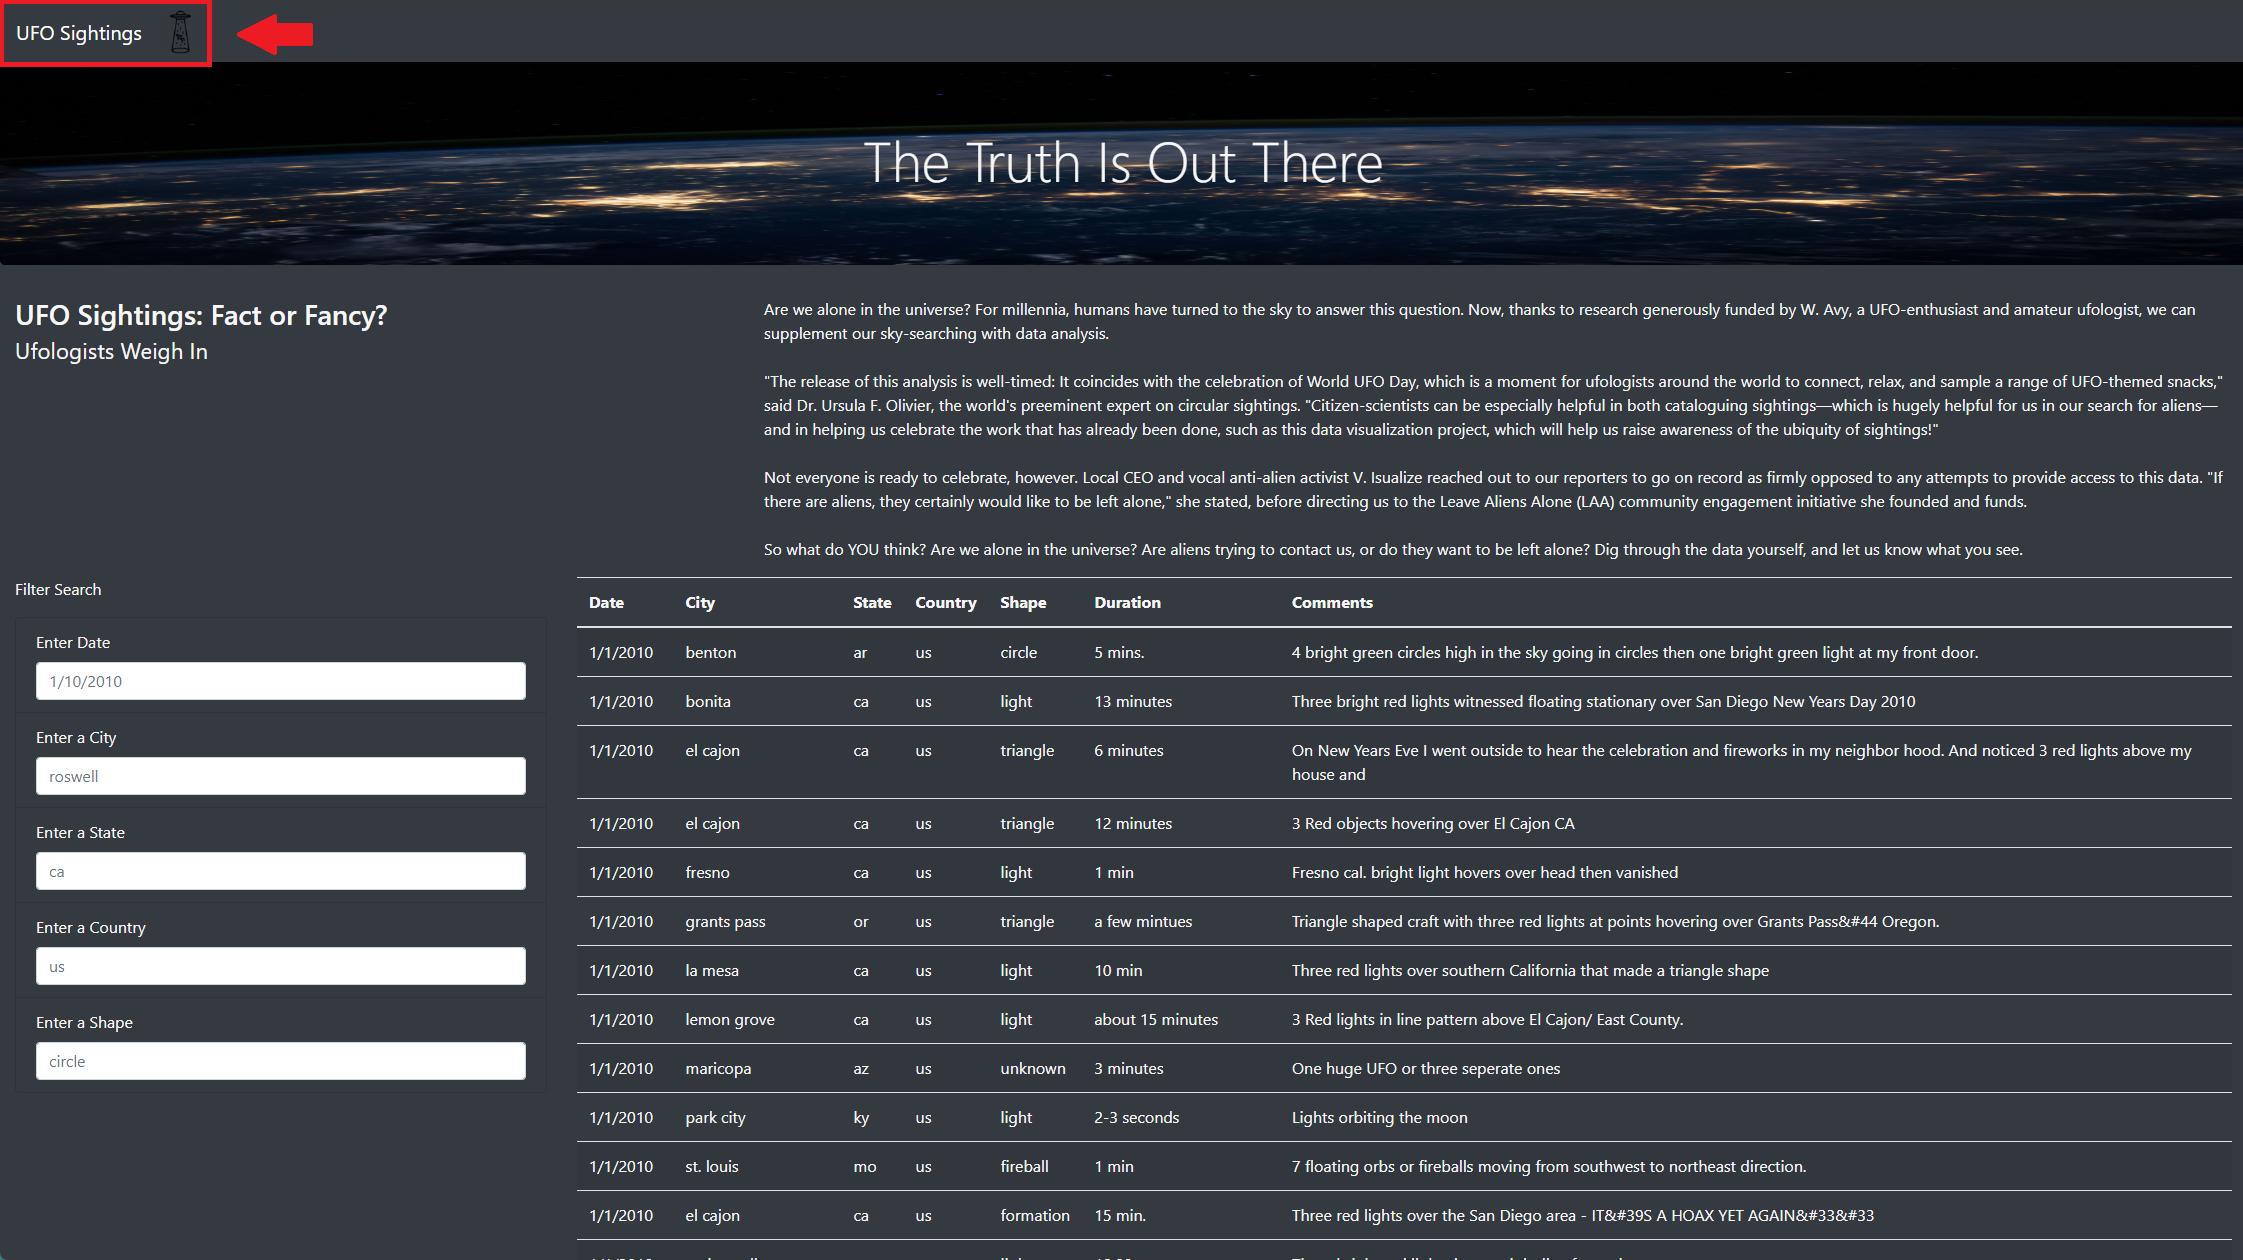 UFO Sightings
The Truth Is Out There
UFO Sightings: Fact or Fancy?
Ufologists Weigh In
Are we alone in the universe? For millennia, humans have turned to the sky to answer this question. Now, thanks to research generously funded by W. Avy, a UFO-enthusiast and amateur ufologist, we can
supplement our sky-searching with data analysis.
"The release of this analysis is well-timed: It coincides with the celebration of World UFO Day, which is a moment for ufologists around the world to connect, relax, and sample a range of UFO-themed snacks,"
said Dr. Ursula F. Olivier, the world's preeminent expert on circular sightings. "Citizen-scientists can be especially helpful in both cataloguing sightings—which is hugely helpful for us in our search for aliens—
and in helping us celebrate the work that has already been done, such as this data visualization project, which will help us raise awareness of the ubiquity of sightings!"
Not everyone is ready to celebrate, however. Local CEO and vocal anti-alien activist V. Isualize reached out to our reporters to go on record as firmly opposed to any attempts to provide access to this data. "If
there are aliens, they certainly would like to be left alone," she stated, before directing us to the Leave Aliens Alone (LAA) community engagement initiative she founded and funds.
So what do YOU think? Are we alone in the universe? Are aliens trying to contact us, or do they want to be left alone? Dig through the data yourself, and let us know what you see.
Filter Search
Enter Date
1/10/2010
Enter a City
roswell
Enter a State
ca
Enter a Country
us
Enter a Shape
circle
Date City State Country Shape Duration Comments
1/1/2010 benton ar us circle 5 mins. 4 bright green circles high in the sky going in circles then one bright green light at my front door.
1/1/2010 bonita ca us light 13 minutes Three bright red lights witnessed floating stationary over San Diego New Years Day 2010
1/1/2010 el cajon ca us triangle 6 minutes On New Years Eve I went outside to hear the celebration and fireworks in my neighbor hood. And noticed 3 red lights above my
house and
1/1/2010 el cajon ca us triangle 12 minutes 3 Red objects hovering over El Cajon CA
1/1/2010 fresno ca us light 1 min Fresno cal. bright light hovers over head then vanished
1/1/2010 grants pass or us triangle a few mintues Triangle shaped craft with three red lights at points hovering over Grants Pass&#44 Oregon.
1/1/2010 la mesa ca us light 10 min Three red lights over southern California that made a triangle shape
1/1/2010 lemon grove ca us light about 15 minutes 3 Red lights in line pattern above El Cajon/ East County.
1/1/2010 maricopa az us unknown 3 minutes One huge UFO or three seperate ones
1/1/2010 park city ky us light 2-3 seconds Lights orbiting the moon
1/1/2010 st. louis mo us fireball 1 min 7 floating orbs or fireballs moving from southwest to northeast direction.
1/1/2010 el cajon ca us formation 15 min. Three red lights over the San Diego area - IT&#39S A HOAX YET AGAIN&#33&#33